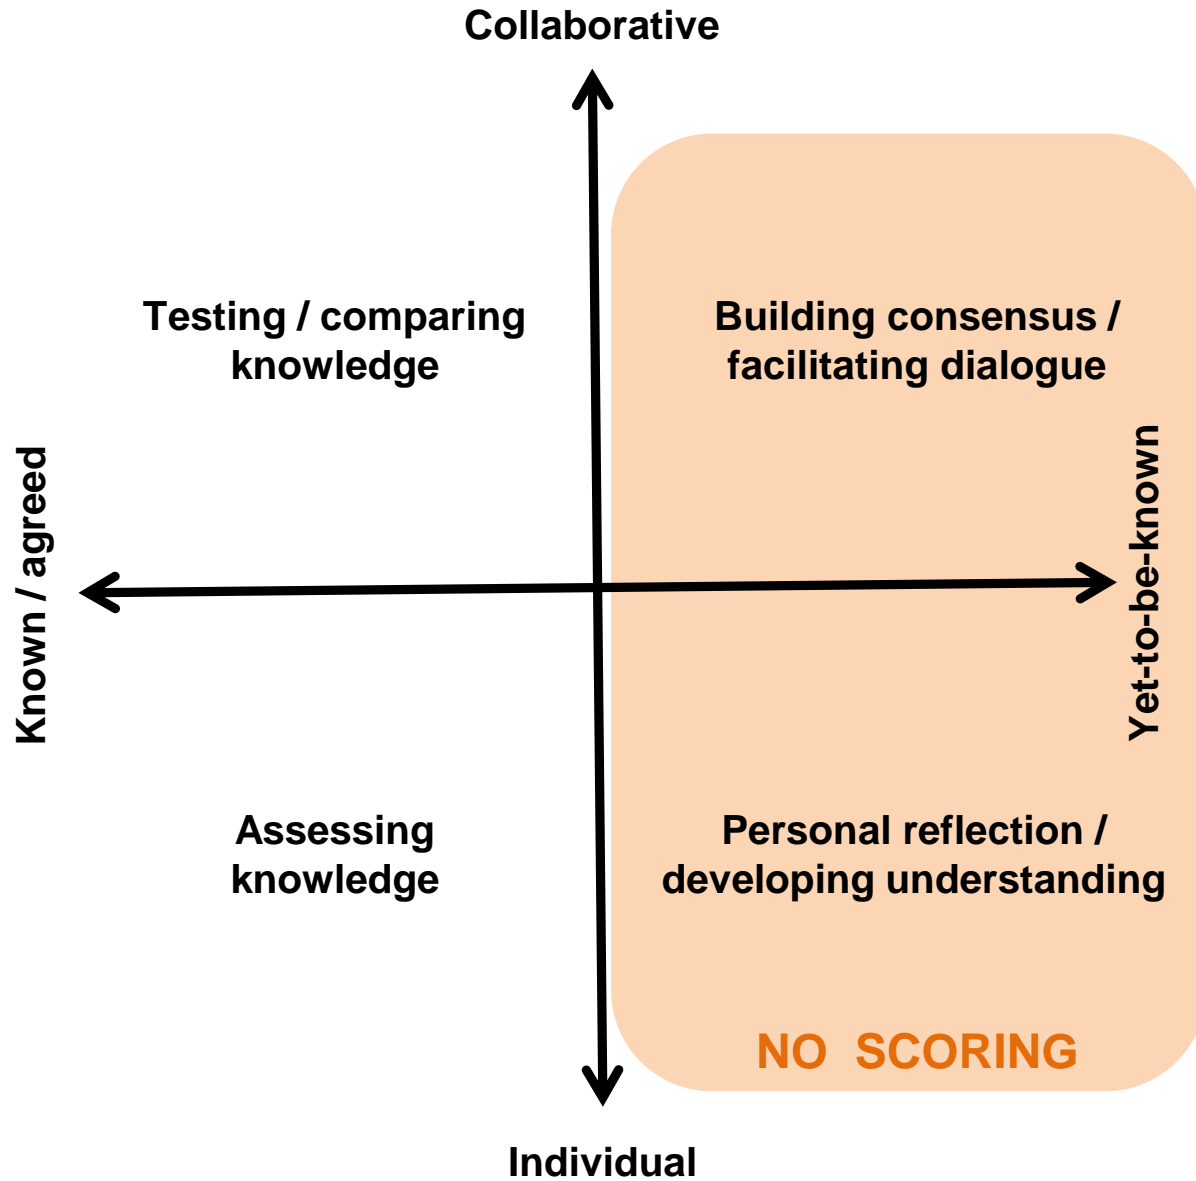 Collaborative
Testing / comparing
knowledge
Building consensus /
facilitating dialogue
Known / agreed
Yet-to-be-known
Assessing
knowledge
Personal reflection /
developing understanding
NO SCORING
Individual